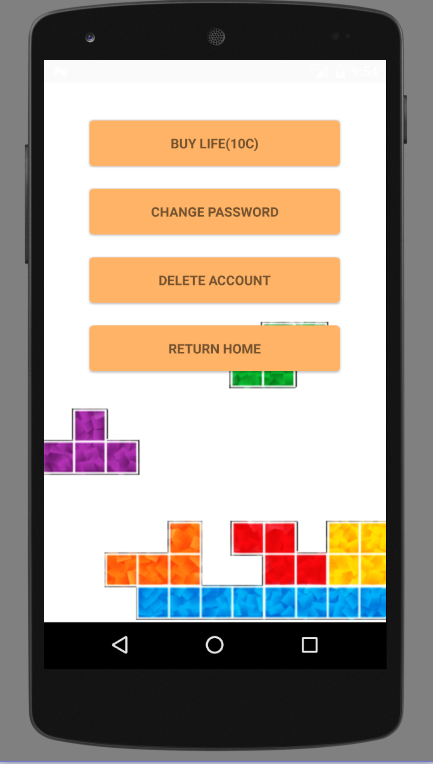 BUY LIFE(10C)
CHANGE PASSWORD
DELETE ACCOUNT
RETURN HOME